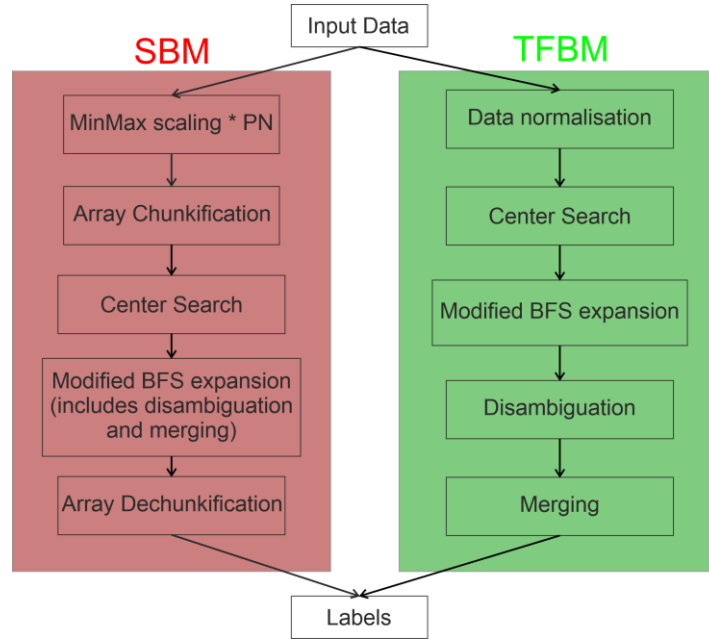 Input Data
SBM
MinMax scaling * PN
Array Chunkification
Center Search
Modified BFS expansion
(includes disambiguation
and merging)
Array Dechunkification
TFBM
Data normalisation
Center Search
Modified BFS expansion
Disambiguation
Merging
Labels